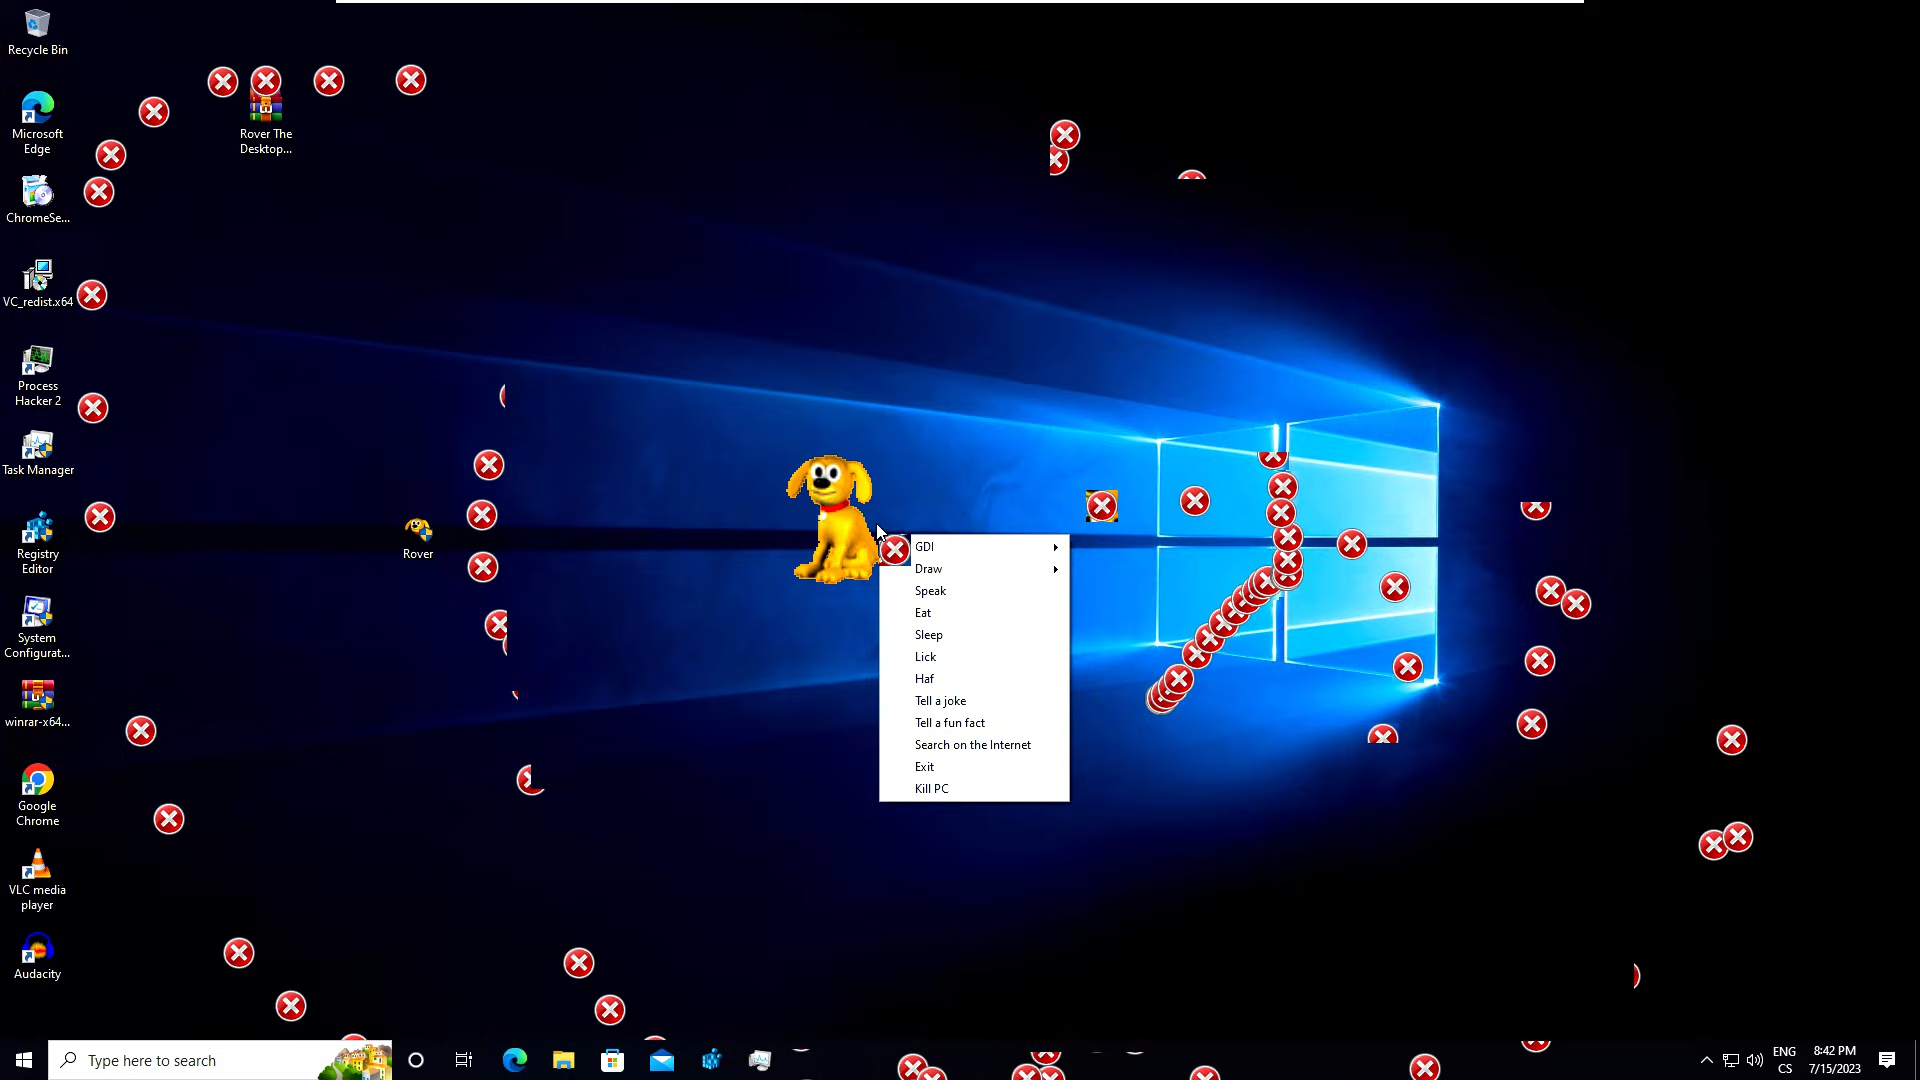 Recycle Bin
Microsoft
Edge
ChromeSe...
VC_redist.x64
Process
Hacker 2
Task Manager
Registry
Editor
System
Configurat...
winrar-x64...
Google
Chrome
VLC media
player
Audacity
Rover The
Desktop...
Rover
GDI
Draw
Speak
Eat
Sleep
Lick
Haf
Tell a joke
Tell a fun fact
Search on the Internet
Exit
Kill PC
Type here to search
ENG
CS
8:42 PM
7/15/2023